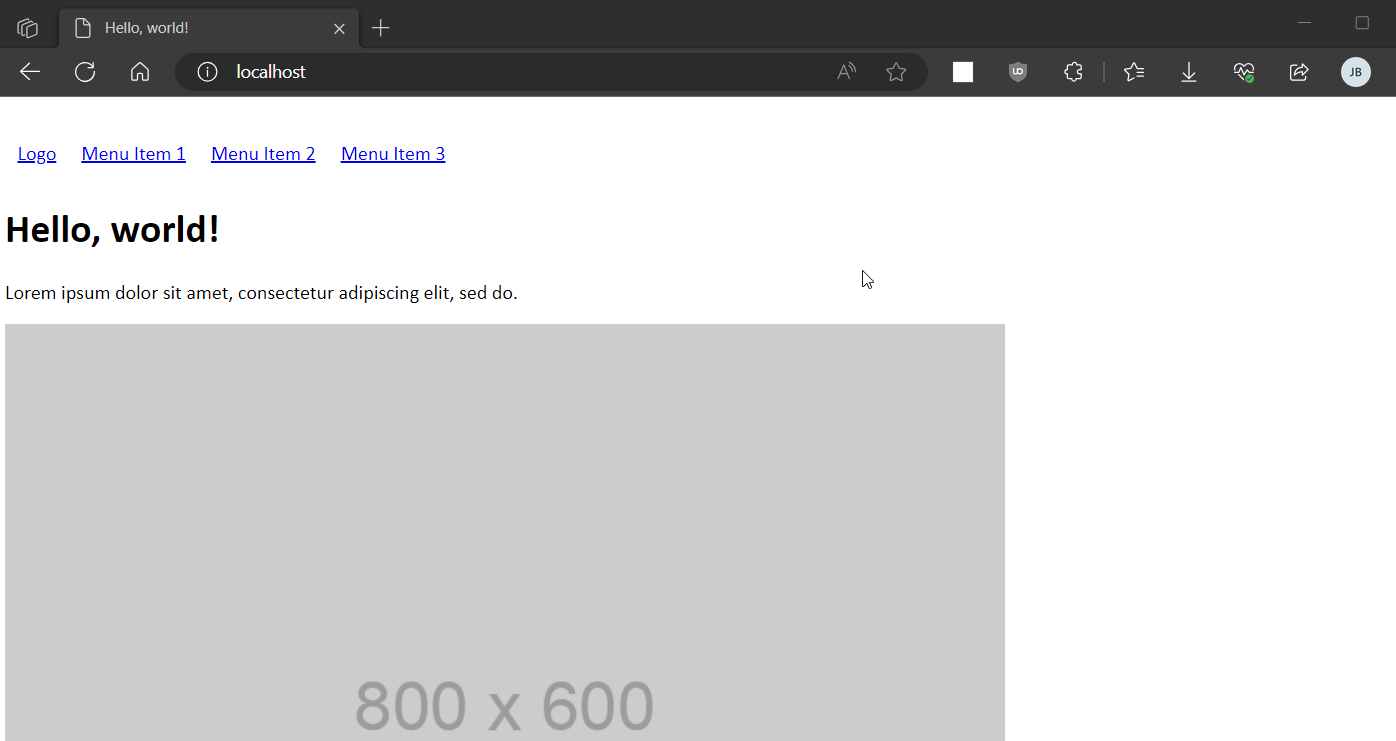 Hello, world!
localhost
JB
Logo Menu Item 1 Menu Item 2 Menu Item 3
Hello, world!
Lorem ipsum dolor sit amet, consectetur adipiscing elit, sed do.
800 x 600